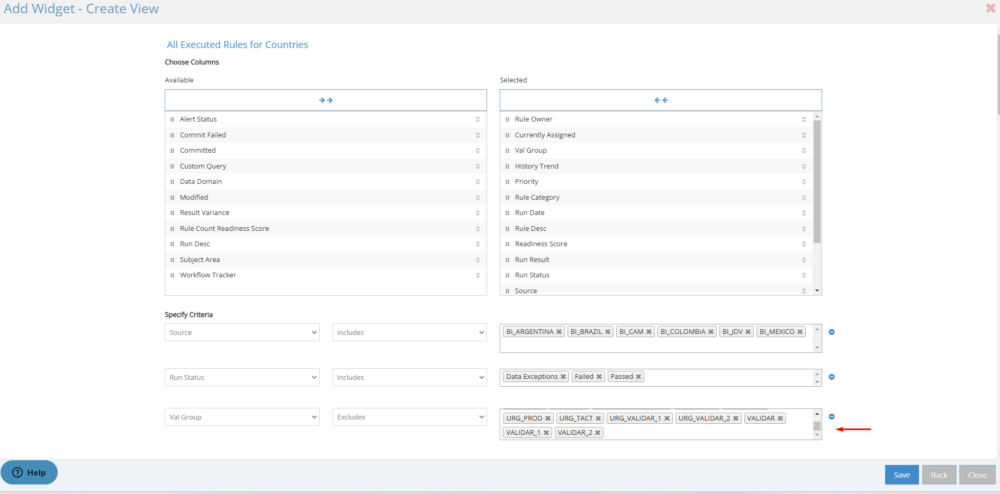 Add Widget - Create View
All Executed Rules for Countries
Choose Columns
Available
Alert Status
Commit Failed
Committed
Custom Query
Data Domain
Modified
Result Variance
Rule Count Readiness Score
Run Desc
Subject Area
Workflow Tracker
Selected
Rule Owner
Currently Assigned
Val Group
History Trend
Priority
Rule Category
Run Date
Rule Desc
Readiness Score
Run Result
Run Status
Source
Specify Criteria
Source Includes BI_ARGENTINA BI_BRAZIL BI_CAM BI_COLOMBIA BI_JDV BI_MEXICO
Run Status Includes Data Exceptions Failed Passed
Val Group Excludes URG_PROD URG_TACT URG_VALIDAR_1 URG_VALIDAR_2 VALIDAR
VALIDAR_1 VALIDAR_2
Help
Save Back Close